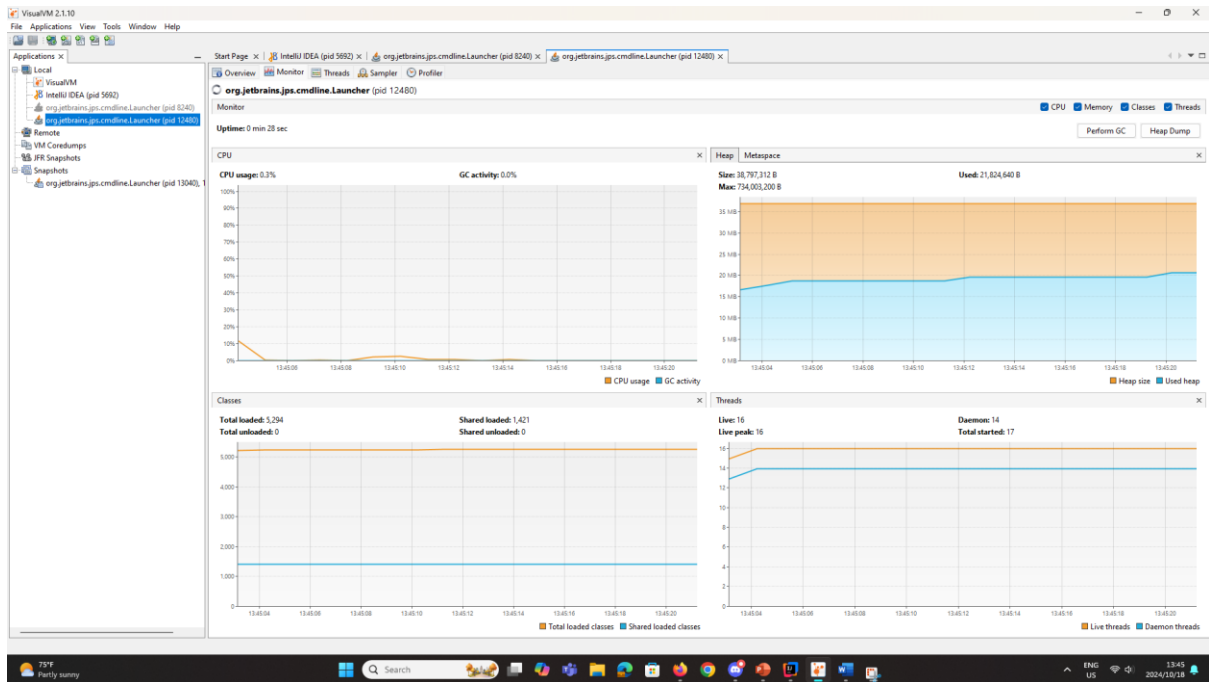 VisualVM 2.1.10
File Applications View Tools Window Help
Applications ×
Start Page × IntelliJ IDEA (pid 5692) × org.jetbrains.jps.cmdline.Launcher (pid 8240) × org.jetbrains.jps.cmdline.Launcher (pid 12480) ×
Local
VisualVM
IntelliJ IDEA (pid 5692)
org.jetbrains.jps.cmdline.Launcher (pid 8240)
org.jetbrains.jps.cmdline.Launcher (pid 12480)
Remote
VM Coredumps
JFR Snapshots
Snapshots
org.jetbrains.jps.cmdline.Launcher (pid 13040), 1
Overview Monitor Threads Sampler Profiler
org.jetbrains.jps.cmdline.Launcher (pid 12480)
Monitor CPU Memory Classes Threads
Uptime: 0 min 28 sec Perform GC Heap Dump
CPU ×
CPU usage: 0.3% GC activity: 0.0%
100%
90%
80%
70%
60%
50%
40%
30%
20%
10%
0%
13:45:06 13:45:08 13:45:10 13:45:12 13:45:14 13:45:16 13:45:18 13:45:20
CPU usage GC activity
Heap Metaspace ×
Size: 38,797,312 B Used: 21,824,640 B
Max: 734,003,200 B
35 MB
30 MB
25 MB
20 MB
15 MB
10 MB
5 MB
0 MB
13:45:04 13:45:06 13:45:08 13:45:10 13:45:12 13:45:14 13:45:16 13:45:18 13:45:20
Heap size Used heap
Classes ×
Total loaded: 5,294 Shared loaded: 1,421
Total unloaded: 0 Shared unloaded: 0
5,000
4,000
3,000
2,000
1,000
0
13:45:04 13:45:06 13:45:08 13:45:10 13:45:12 13:45:14 13:45:16 13:45:18 13:45:20
Total loaded classes Shared loaded classes
Threads ×
Live: 16 Daemon: 14
Live peak: 16 Total started: 17
16
14
12
10
8
6
4
2
0
13:45:04 13:45:06 13:45:08 13:45:10 13:45:12 13:45:14 13:45:16 13:45:18 13:45:20
Live threads Daemon threads
75°F
Partly sunny
Search
ENG
US
13:45
2024/10/18